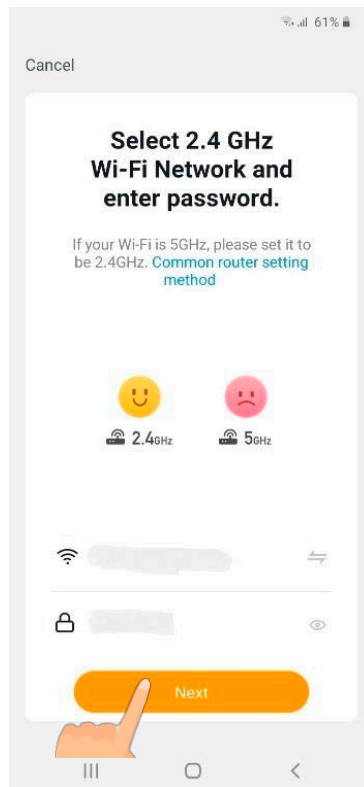 61%
Cancel
Select 2.4 GHz
Wi-Fi Network and
enter password.
If your Wi-Fi is 5GHz, please set it to
be 2.4GHz. Common router setting
method
2.4GHz 5GHz
Next